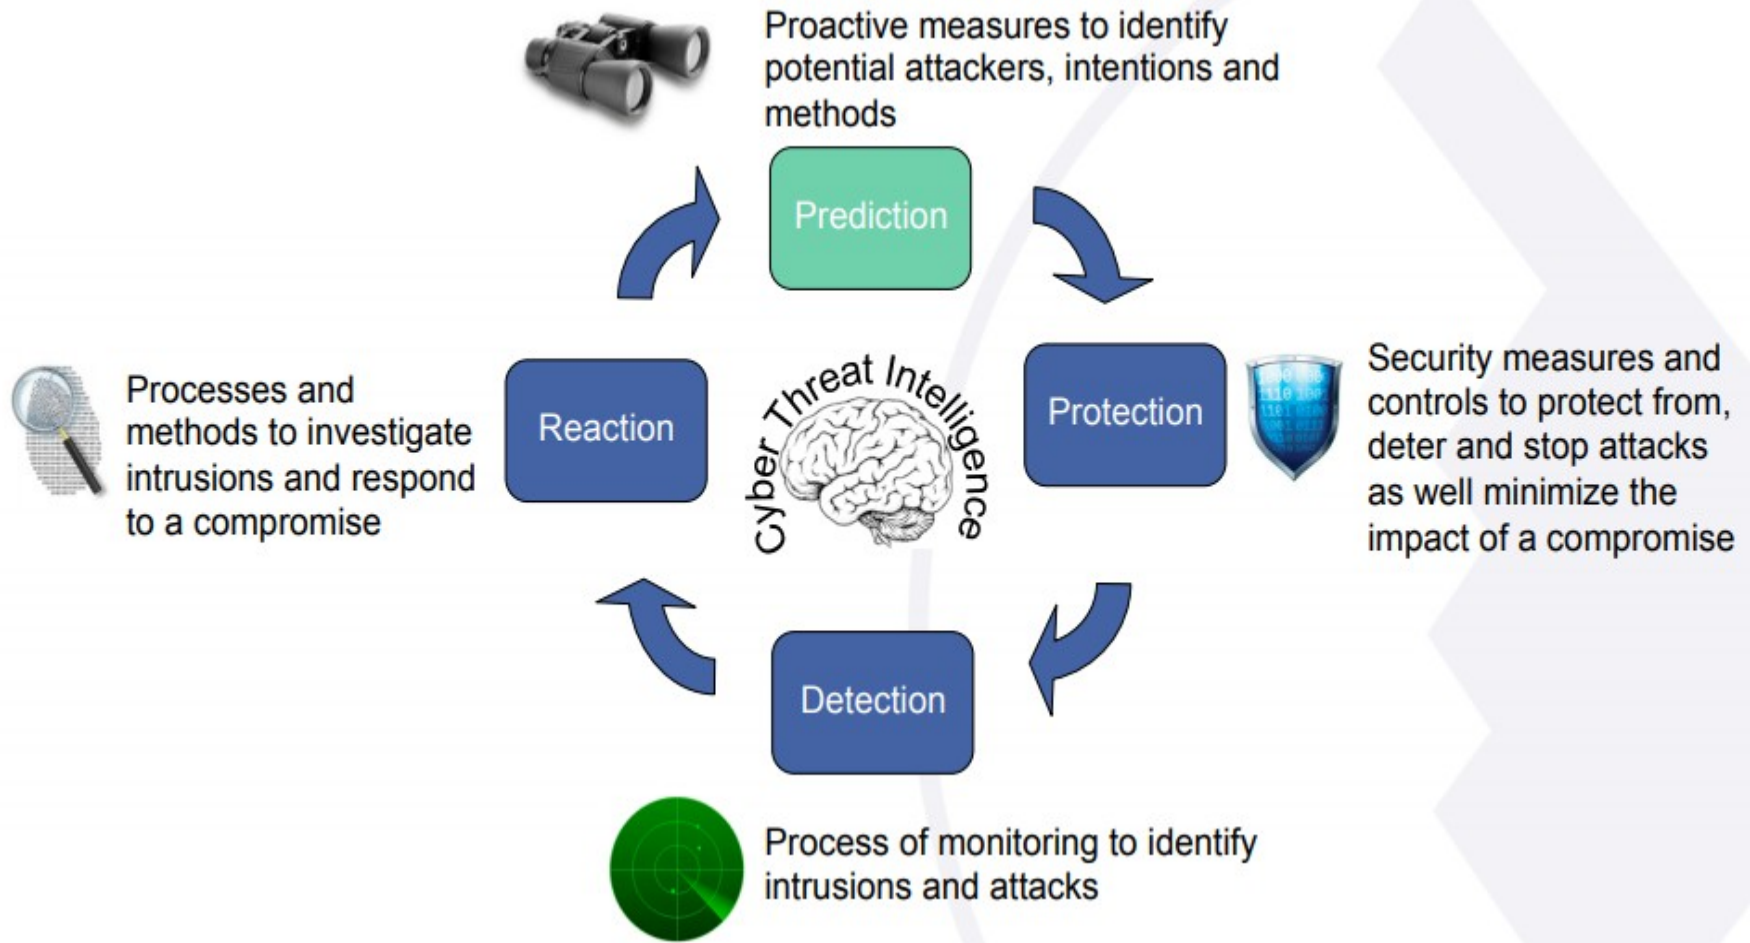 Proactive measures to identify
potential attackers, intentions and
methods
Prediction
Processes and
methods to investigate
intrusions and respond
to a compromise
Reaction
Cyber Threat Intelligence
Protection
Security measures and
controls to protect from,
deter and stop attacks
as well minimize the
impact of a compromise
Detection
Process of monitoring to identify
intrusions and attacks